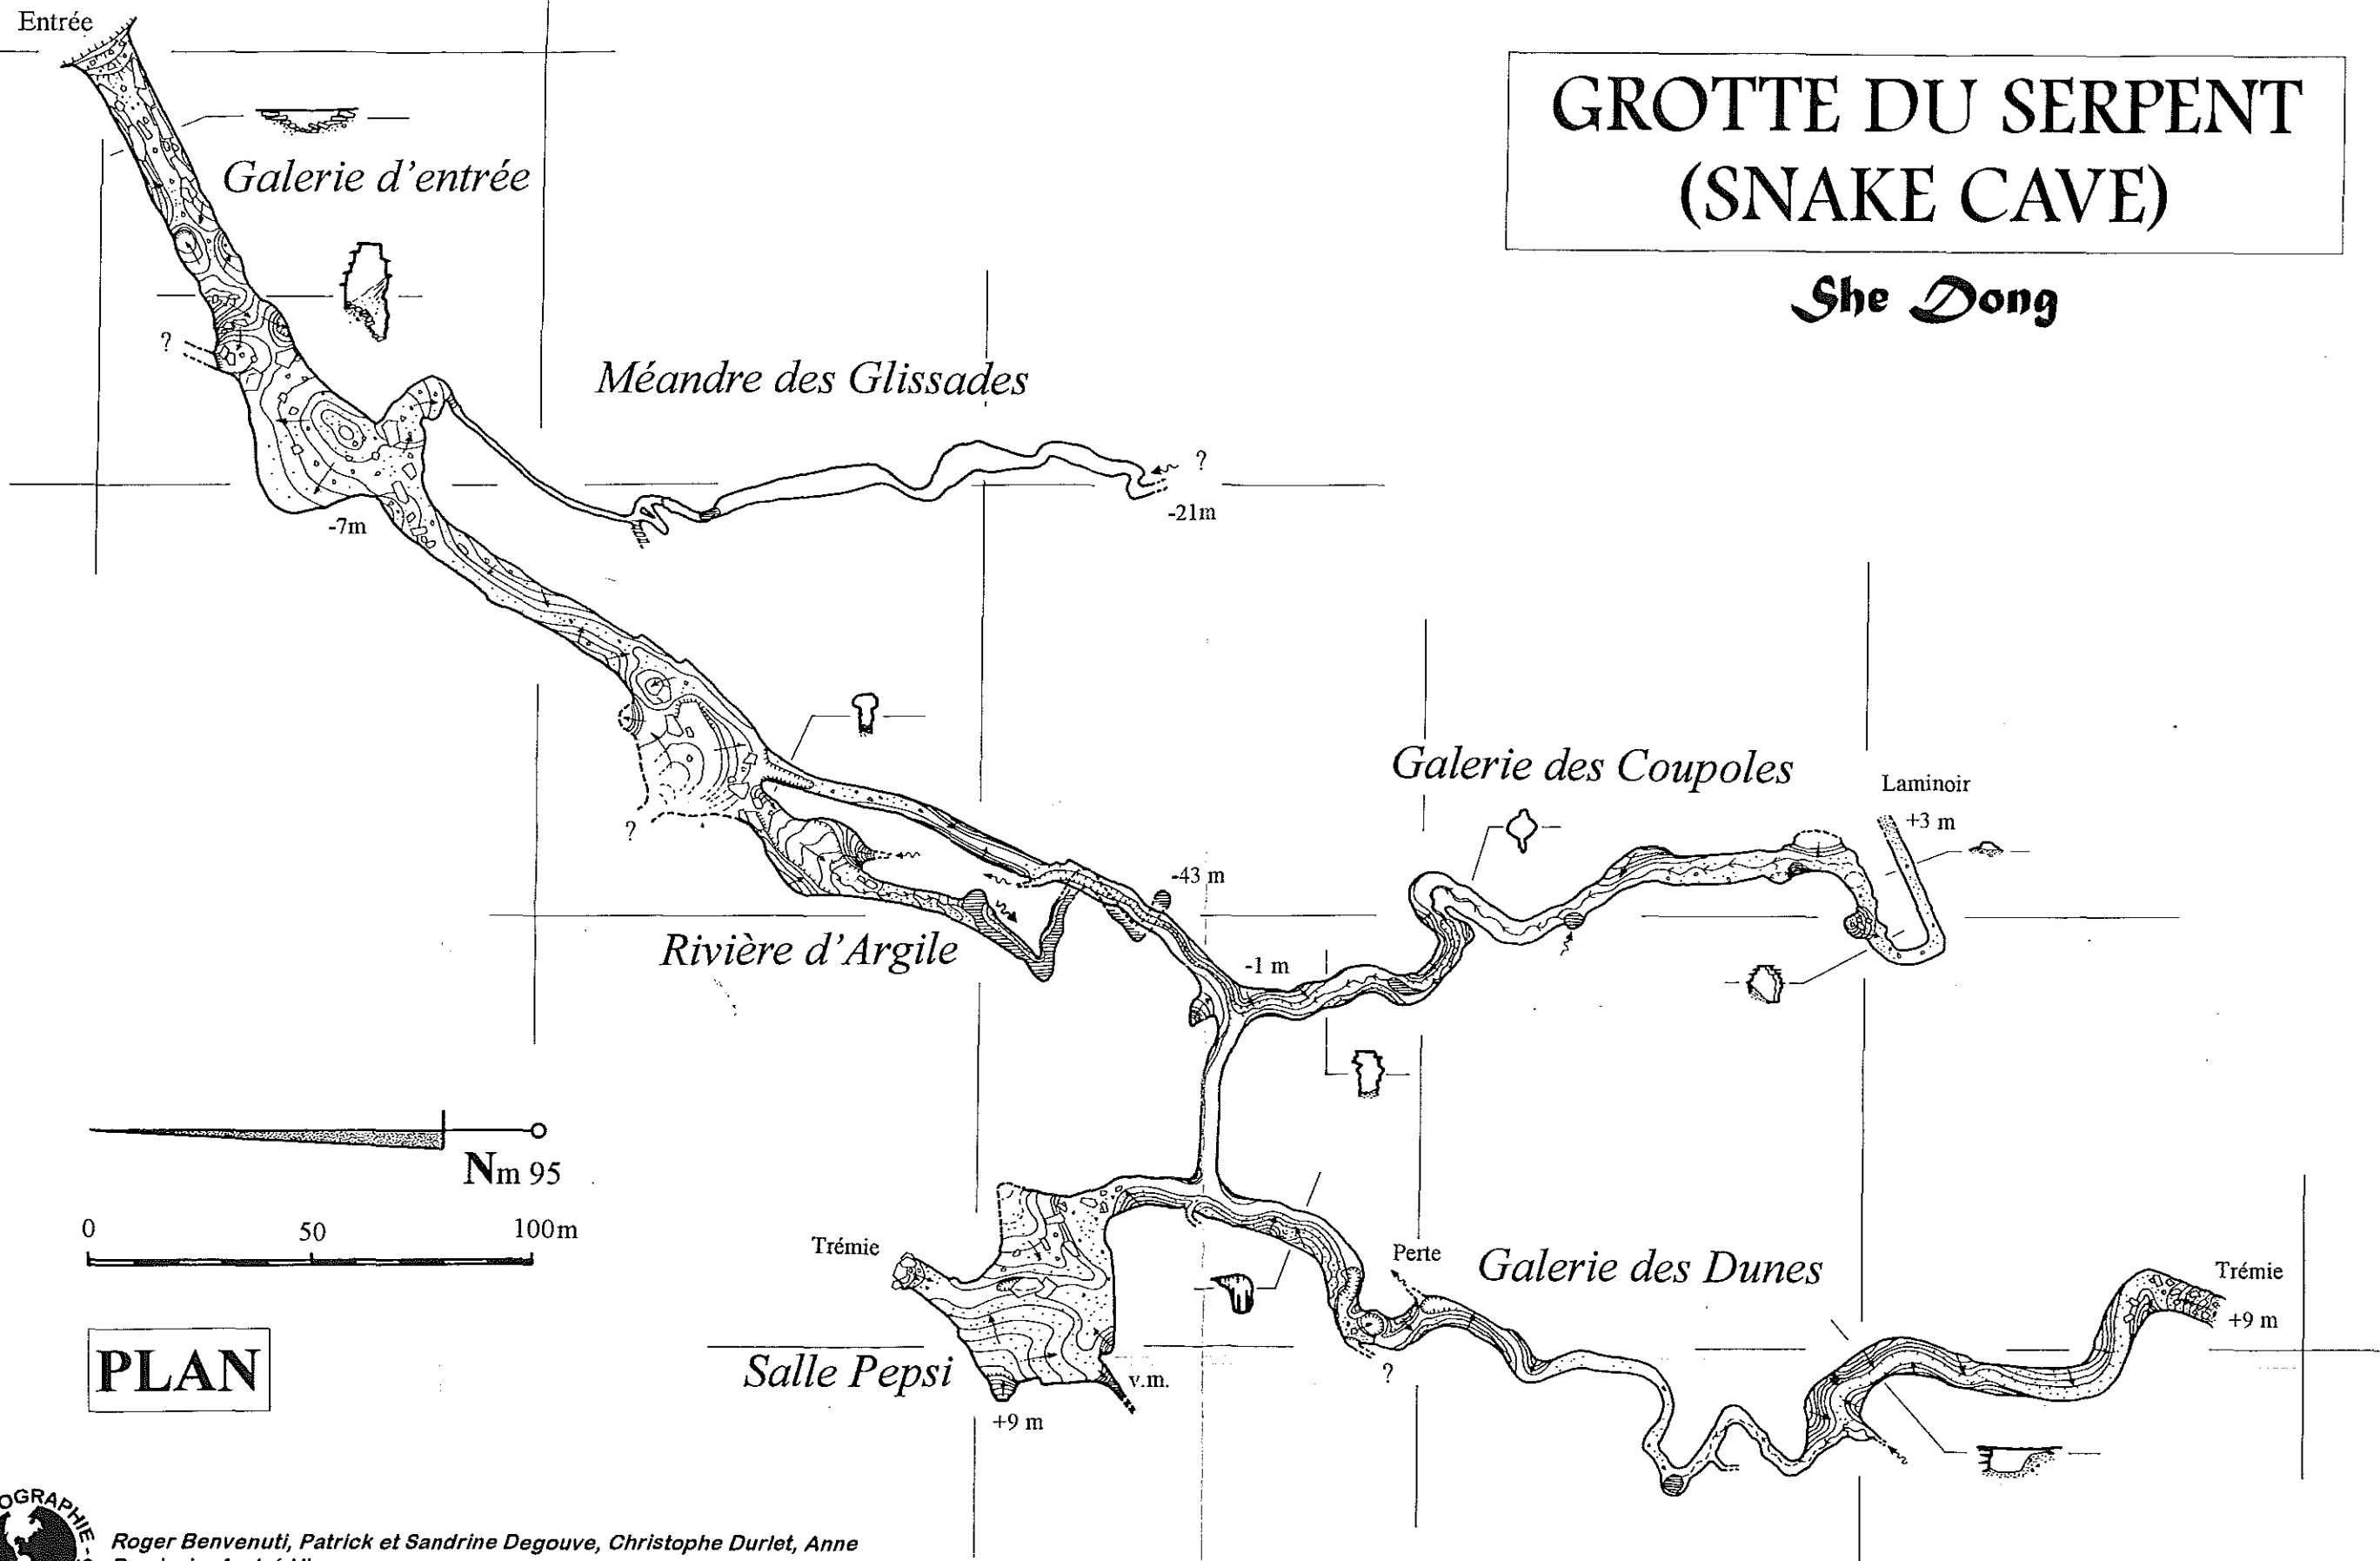 Entrée
GROTTE DU SERPENT
(SNAKE CAVE)
She Dong
Galerie d'entrée
?
Méandre des Glissades
?
-21m
-7m
Galerie des Coupoles
Laminoir
+3 m
?
-43 m
Rivière d'Argile
-1 m
Nm 95
0 50 100m
Trémie
Perte
Galerie des Dunes
Trémie
+9 m
PLAN
Salle Pepsi
v.m.
?
+9 m
Roger Benvenuti, Patrick et Sandrine Degouve, Christophe Durlet, Anne